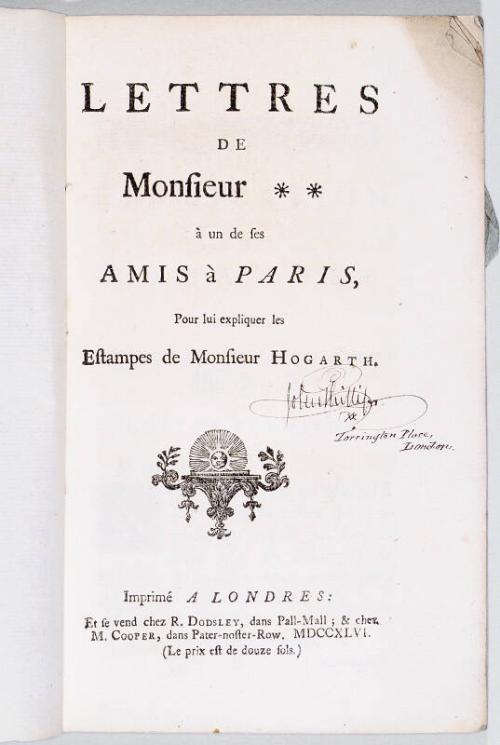 LETTRES
DE
Monſieur **
à un de ſes
AMIS à PARIS,
Pour lui expliquer les
Eſtampes de Monſieur HOGARTH.
John Phillips
Torrington Place,
London.
Imprimé A LONDRES:
Et ſe vend chez R. DODSLEY, dans Pall-Mall; & chez
M. COOPER, dans Pater-noſter-Row. MDCCXLVI.
(Le prix eſt de douze ſols.)